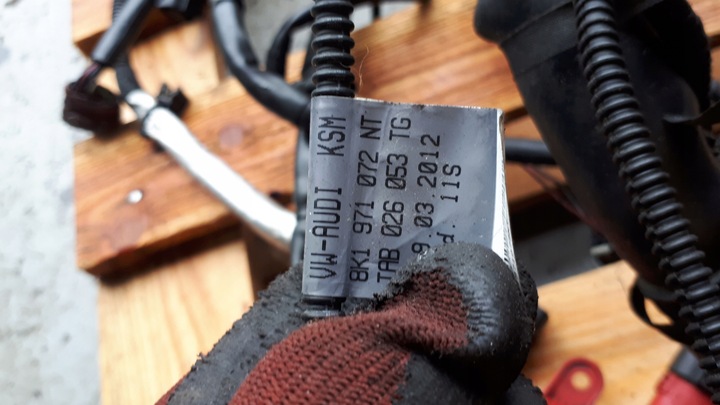 VW-AUDI KSM
8K1 971 072 NT
TAB 026 053 TG
9.03.2012
d. 11S